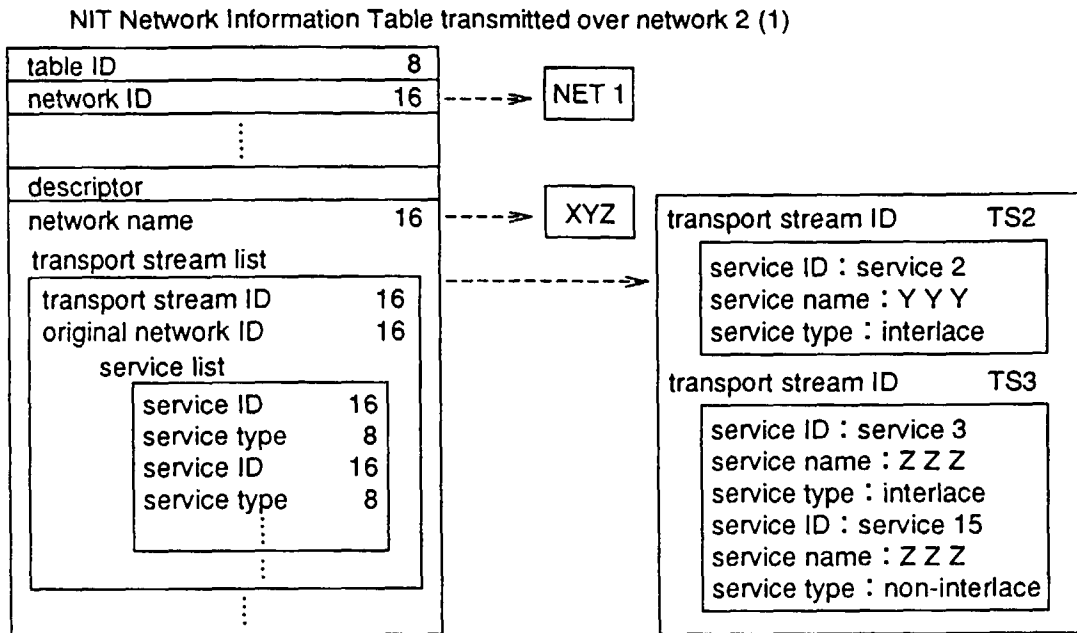 NIT Network Information Table transmitted over network 2 (1)
table ID 8
network ID 16
NET 1
descriptor
network name 16
XYZ
transport stream list
transport stream ID 16
original network ID 16
service list
service ID 16
service type 8
service ID 16
service type 8
transport stream ID TS2
service ID : service 2
service name : Y Y Y
service type : interlace
transport stream ID TS3
service ID : service 3
service name : Z Z Z
service type : interlace
service ID : service 15
service name : Z Z Z
service type : non-interlace